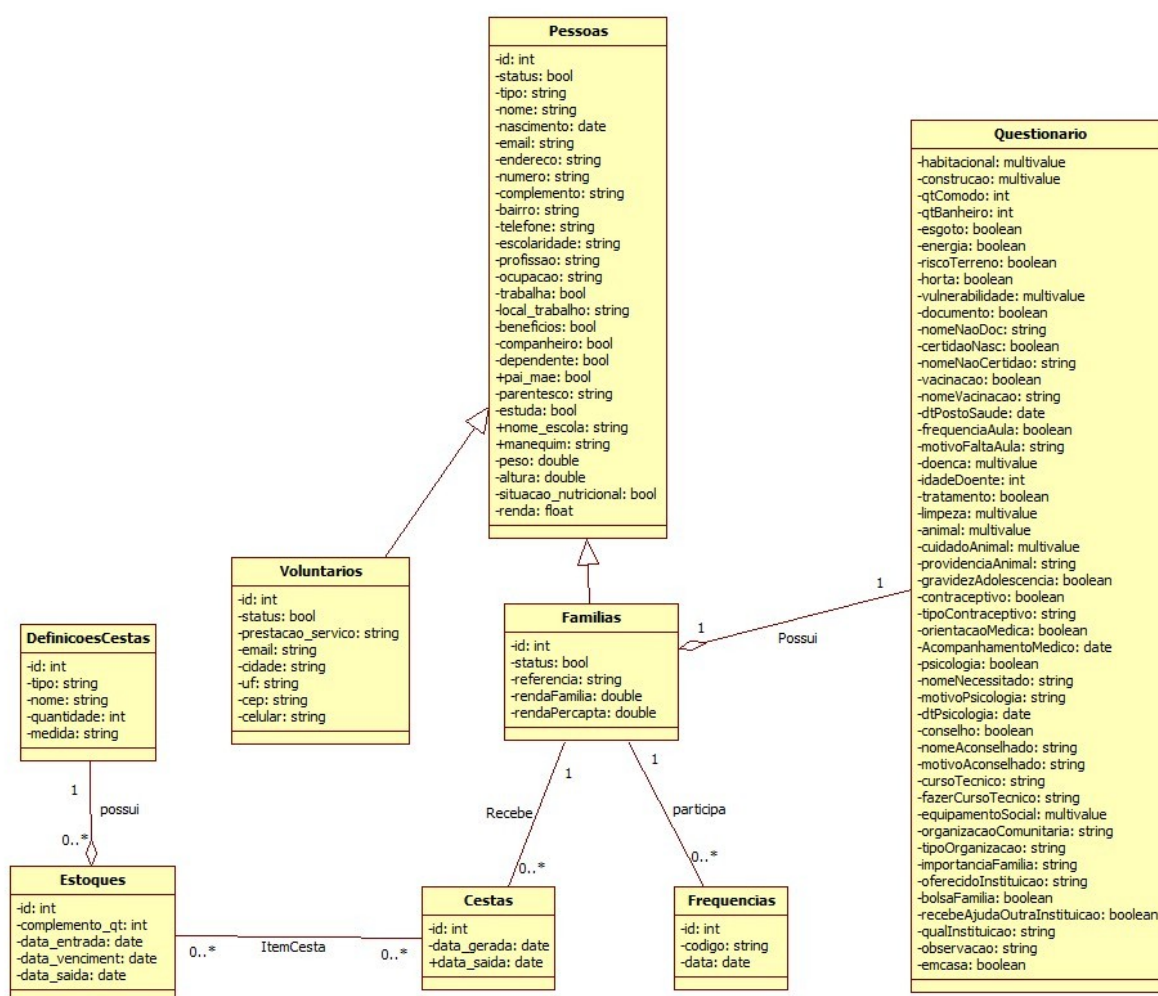 Pessoas
-id: int
-status: bool
-tipo: string
-nome: string
-nascimento: date
-email: string
-endereco: string
-numero: string
-complemento: string
-bairro: string
-telefone: string
-escolaridade: string
-profissao: string
-ocupacao: string
-trabalha: bool
-local_trabalho: string
-beneficios: bool
-companheiro: bool
-dependente: bool
+pai_mae: bool
-parentesco: string
-estuda: bool
+nome_escola: string
+manequim: string
-peso: double
-altura: double
-situacao_nutricional: bool
-renda: float
Questionario
-habitacional: multivalue
-construcao: multivalue
-qtComodo: int
-qtBanheiro: int
-esgoto: boolean
-energia: boolean
-riscoTerreno: boolean
-horta: boolean
-vulnerabilidade: multivalue
-documento: boolean
-nomeNaoDoc: string
-certidaoNasc: boolean
-nomeNaoCertidao: string
-vacinacao: boolean
-nomeVacinacao: string
-dtPostoSaude: date
-frequenciaAula: boolean
-motivoFaltaAula: string
-doenca: multivalue
-idadeDoente: int
-tratamento: boolean
-limpeza: multivalue
-animal: multivalue
-cuidadoAnimal: multivalue
-providenciaAnimal: string
-gravidezAdolescencia: boolean
-contraceptivo: boolean
-tipoContraceptivo: string
-orientacaoMedica: boolean
-AcompanhamentoMedico: date
-psicologia: boolean
-nomeNecessitado: string
-motivoPsicologia: string
-dtPsicologia: date
-conselho: boolean
-nomeAconselhado: string
-motivoAconselhado: string
-cursoTecnico: string
-fazerCursoTecnico: string
-equipamentoSocial: multivalue
-organizacaoComunitaria: string
-tipoOrganizacao: string
-importanciaFamilia: string
-oferecidoInstituicao: string
-bolsaFamilia: boolean
-recebeAjudaOutraInstituicao: boolean
-qualInstituicao: string
-observacao: string
-emcasa: boolean
Voluntarios
-id: int
-status: bool
-prestacao_servico: string
-email: string
-cidade: string
-uf: string
-cep: string
-celular: string
Familias
-id: int
-status: bool
-referencia: string
-rendaFamilia: double
-rendaPercapta: double
1
Possui
1
DefinicoesCestas
-id: int
-tipo: string
-nome: string
-quantidade: int
-medida: string
1
possui
0..*
1
Recebe
0..*
1
participa
0..*
Estoques
-id: int
-complemento_qt: int
-data_entrada: date
-data_venciment: date
-data_saida: date
0..*
ItemCesta
0..*
Cestas
-id: int
-data_gerada: date
+data_saida: date
Frequencias
-id: int
-codigo: string
-data: date